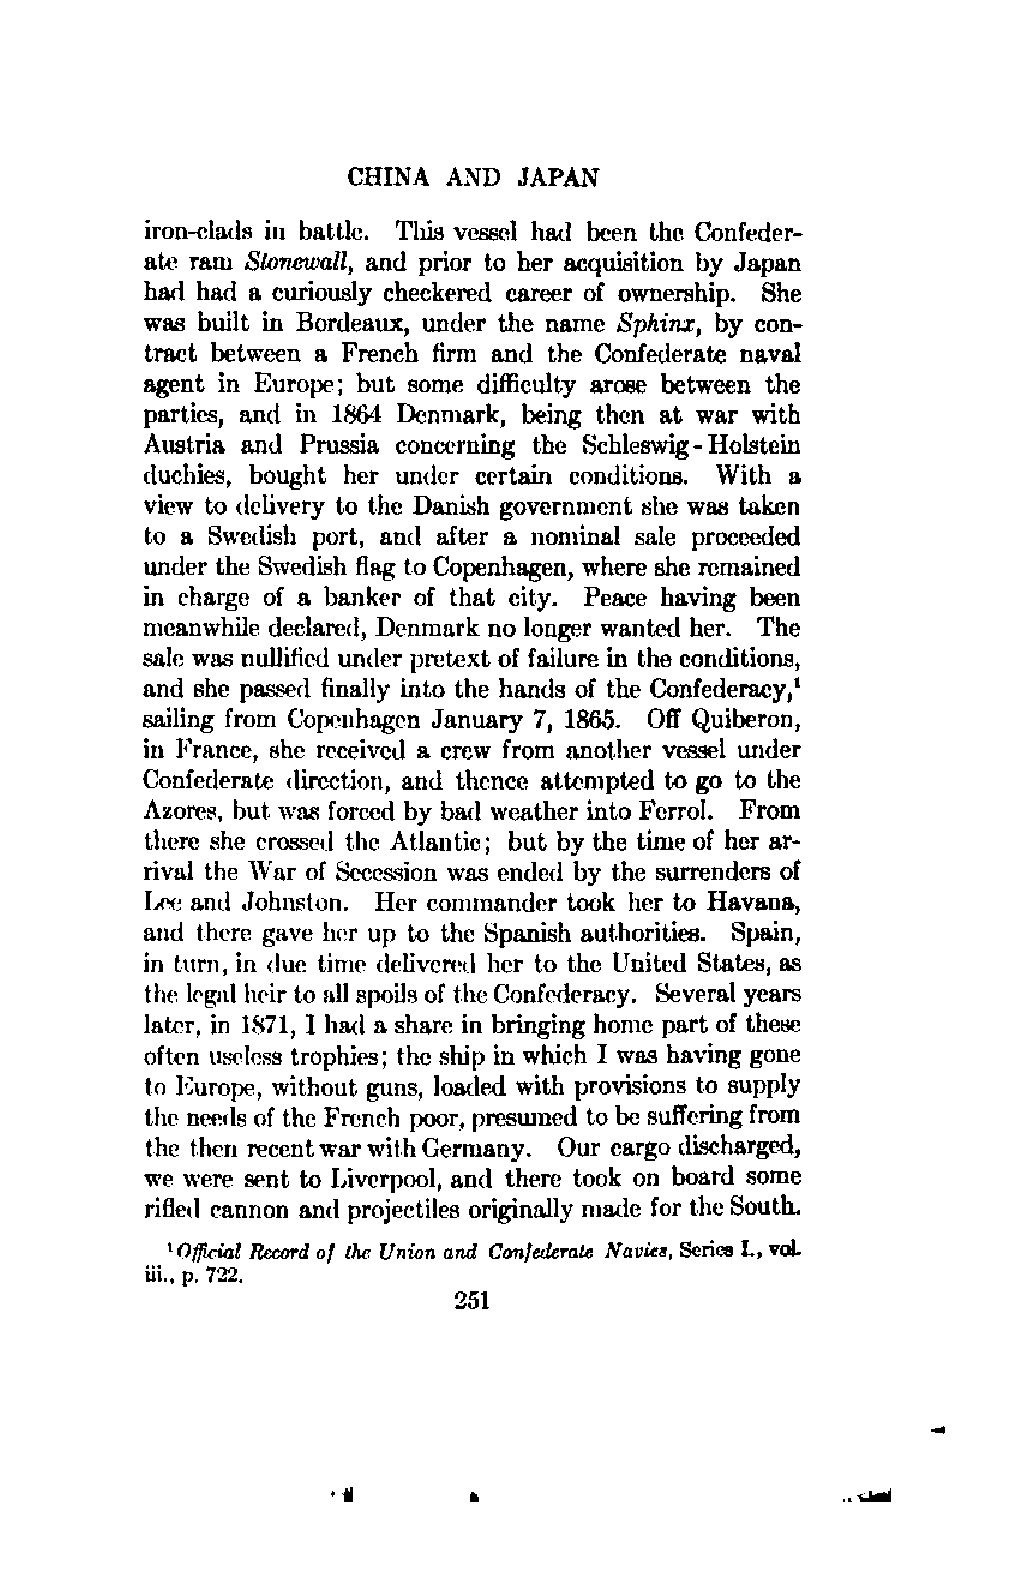 CHINA AND JAPAN
iron-clads in battle. This vessel had been the Confeder-
ate ram Stonewall, and prior to her acquisition by Japan
had had a curiously checkered career of ownership. She
was built in Bordeaux, under the name Sphinx, by con-
tract between a French firm and the Confederate naval
agent in Europe; but some difficulty arose between the
parties, and in 1864 Denmark, being then at war with
Austria and Prussia concerning the Schleswig-Holstein
duchies, bought her under certain conditions. With a
view to delivery to the Danish government she was taken
to a Swedish port, and after a nominal sale proceeded
under the Swedish flag to Copenhagen, where she remained
in charge of a banker of that city. Peace having been
meanwhile declared, Denmark no longer wanted her. The
sale was nullified under pretext of failure in the conditions,
and she passed finally into the hands of the Confederacy,¹
sailing from Copenhagen January 7, 1865. Off Quiberon,
in France, she received a crew from another vessel under
Confederate direction, and thence attempted to go to the
Azores, but was forced by bad weather into Ferrol. From
there she crossed the Atlantic; but by the time of her ar-
rival the War of Secession was ended by the surrenders of
Lee and Johnston. Her commander took her to Havana,
and there gave her up to the Spanish authorities. Spain,
in turn, in due time delivered her to the United States, as
the legal heir to all spoils of the Confederacy. Several years
later, in 1871, I had a share in bringing home part of these
often useless trophies; the ship in which I was having gone
to Europe, without guns, loaded with provisions to supply
the needs of the French poor, presumed to be suffering from
the then recent war with Germany. Our cargo discharged,
we were sent to Liverpool, and there took on board some
rifled cannon and projectiles originally made for the South.
¹ Official Record of the Union and Confederate Navies, Series I., vol.
iii., p. 722.
251